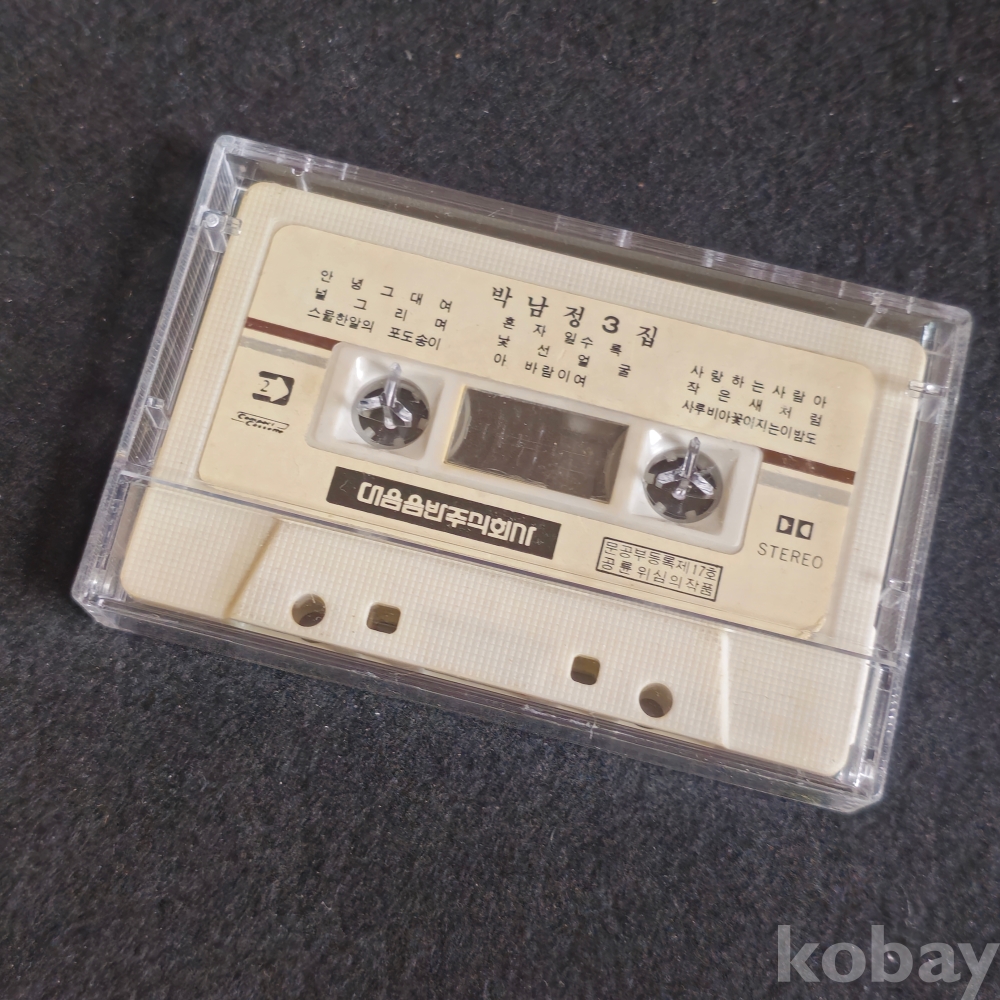 박남정 3 집
안녕그대여
널그리며
스물한알의 포도송이
혼자일수록
낯선얼굴
아 바람이여
사랑하는사람아
작은새처럼
사루비아꽃이지는이밤도
2
Compact Cassette
대음음반주식회사
STEREO
문공부등록제17호
공륜위심의작품
kobay